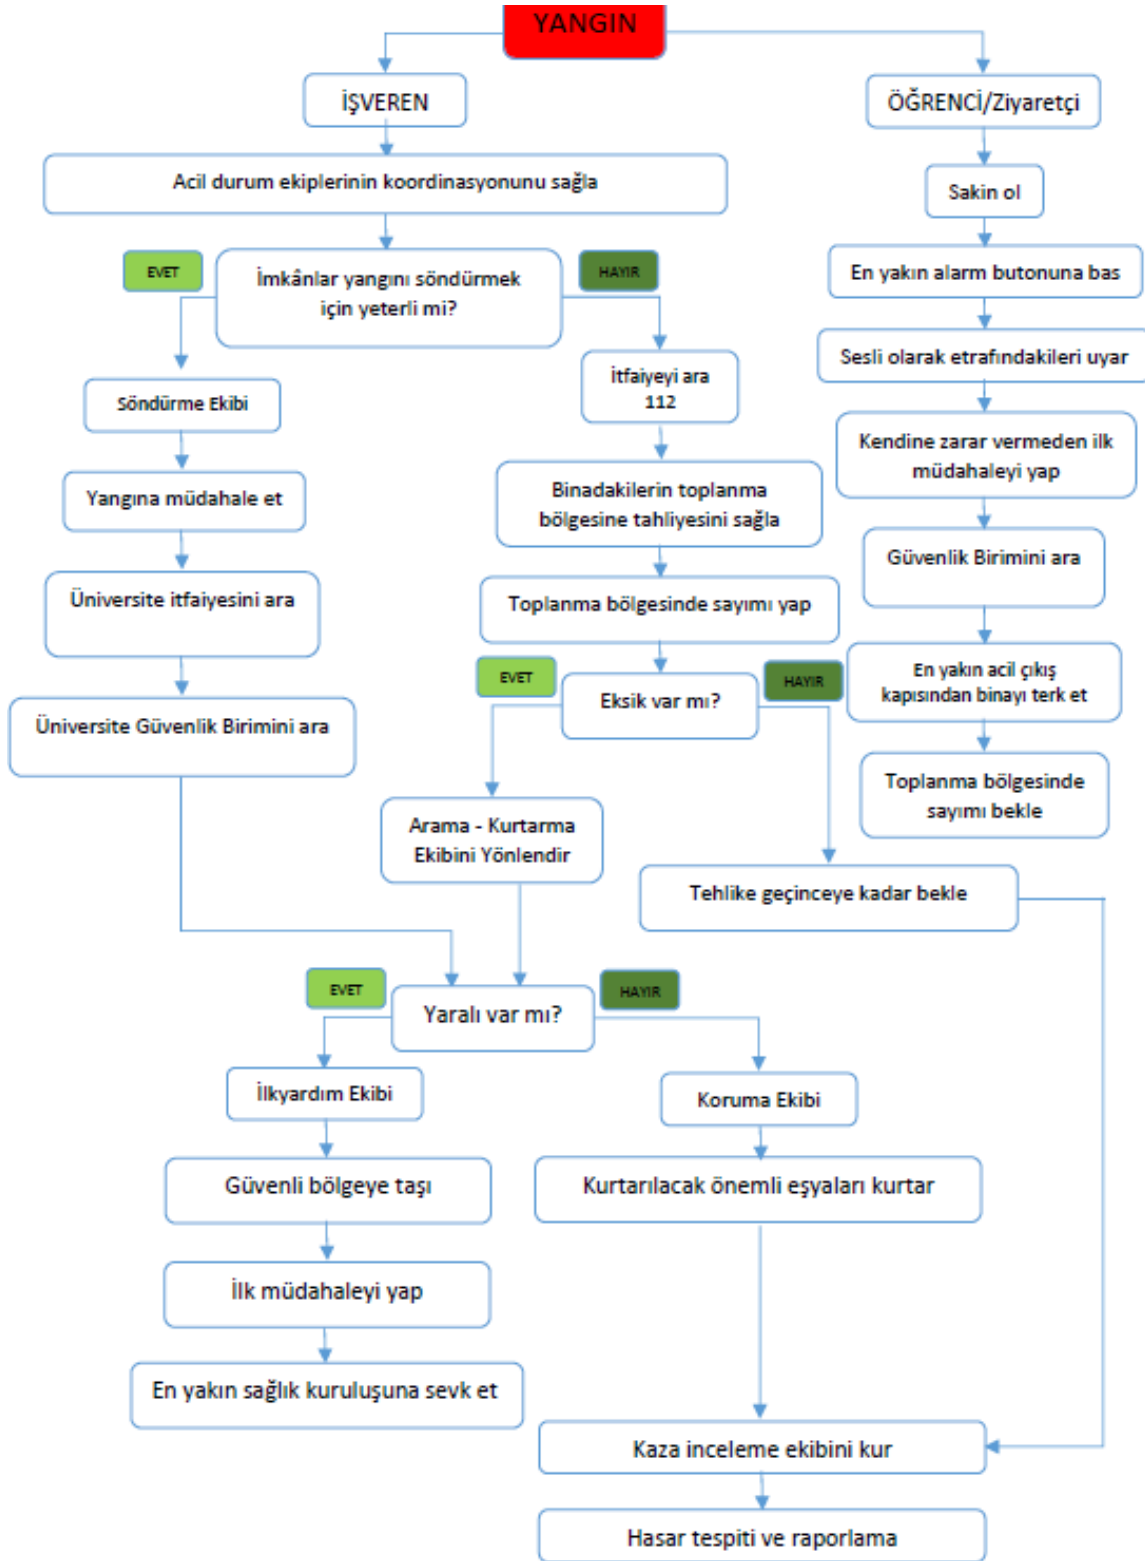 YANGIN
İŞVEREN
ÖĞRENCİ/Ziyaretçi
Acil durum ekiplerinin koordinasyonunu sağla
Sakin ol
EVET
İmkânlar yangını söndürmek
için yeterli mi?
HAYIR
En yakın alarm butonuna bas
Sesli olarak etrafındakileri uyar
İtfaiyeyi ara
112
Söndürme Ekibi
Kendine zarar vermeden ilk
müdahaleyi yap
Yangına müdahale et
Binadakilerin toplanma
bölgesine tahliyesini sağla
Güvenlik Birimini ara
Üniversite itfaiyesini ara
Toplanma bölgesinde sayımı yap
En yakın acil çıkış
kapısından binayı terk et
EVET
Eksik var mı?
HAYIR
Üniversite Güvenlik Birimini ara
Toplanma bölgesinde
sayımı bekle
Arama - Kurtarma
Ekibini Yönlendir
Tehlike geçinceye kadar bekle
EVET
Yaralı var mı?
HAYIR
İlkyardım Ekibi
Koruma Ekibi
Güvenli bölgeye taşı
Kurtarılacak önemli eşyaları kurtar
İlk müdahaleyi yap
En yakın sağlık kuruluşuna sevk et
Kaza inceleme ekibini kur
Hasar tespiti ve raporlama